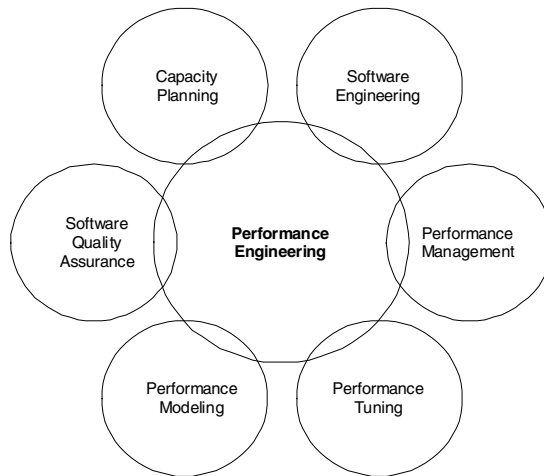 Capacity
Planning
Software
Engineering
Software
Quality
Assurance
Performance
Engineering
Performance
Management
Performance
Modeling
Performance
Tuning